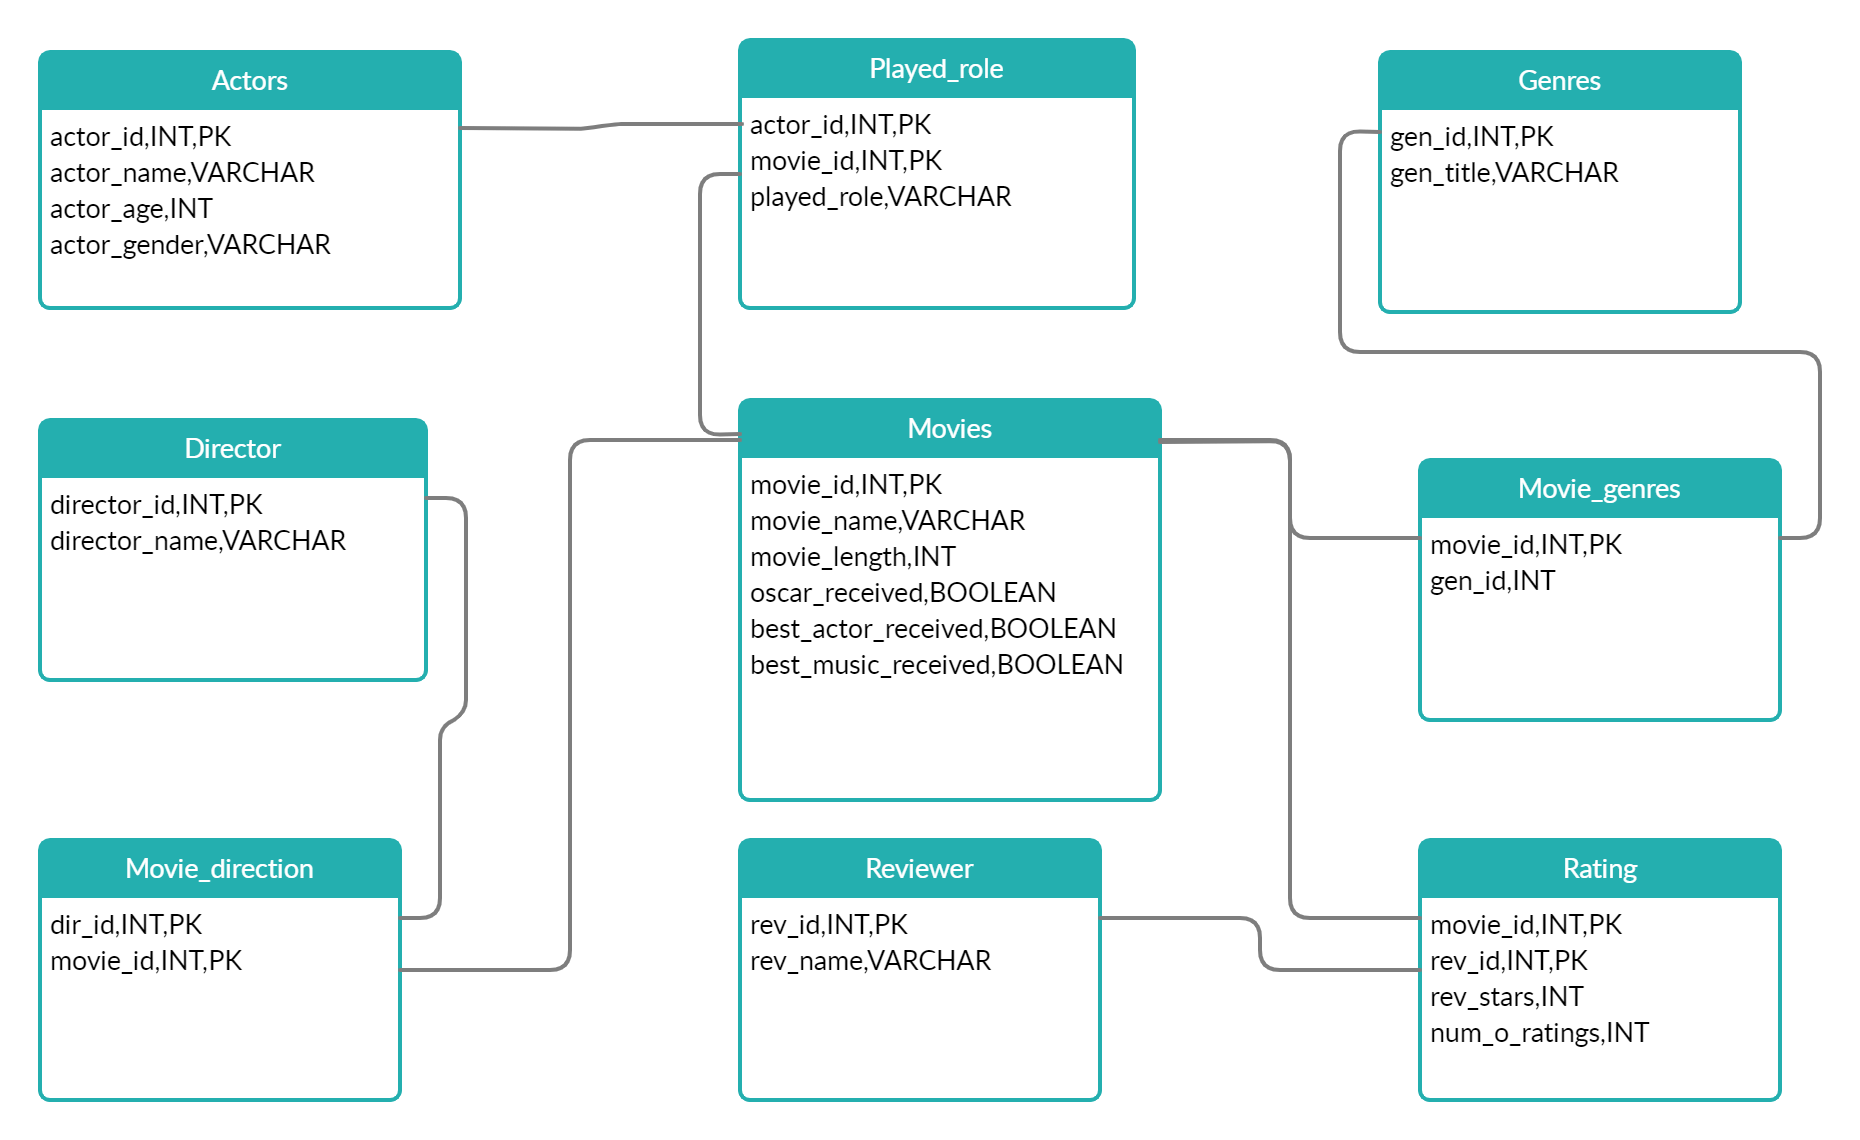 Actors
actor_id,INT,PK
actor_name,VARCHAR
actor_age,INT
actor_gender,VARCHAR
Played_role
actor_id,INT,PK
movie_id,INT,PK
played_role,VARCHAR
Genres
gen_id,INT,PK
gen_title,VARCHAR
Director
director_id,INT,PK
director_name,VARCHAR
Movies
movie_id,INT,PK
movie_name,VARCHAR
movie_length,INT
oscar_received,BOOLEAN
best_actor_received,BOOLEAN
best_music_received,BOOLEAN
Movie_genres
movie_id,INT,PK
gen_id,INT
Movie_direction
dir_id,INT,PK
movie_id,INT,PK
Reviewer
rev_id,INT,PK
rev_name,VARCHAR
Rating
movie_id,INT,PK
rev_id,INT,PK
rev_stars,INT
num_o_ratings,INT